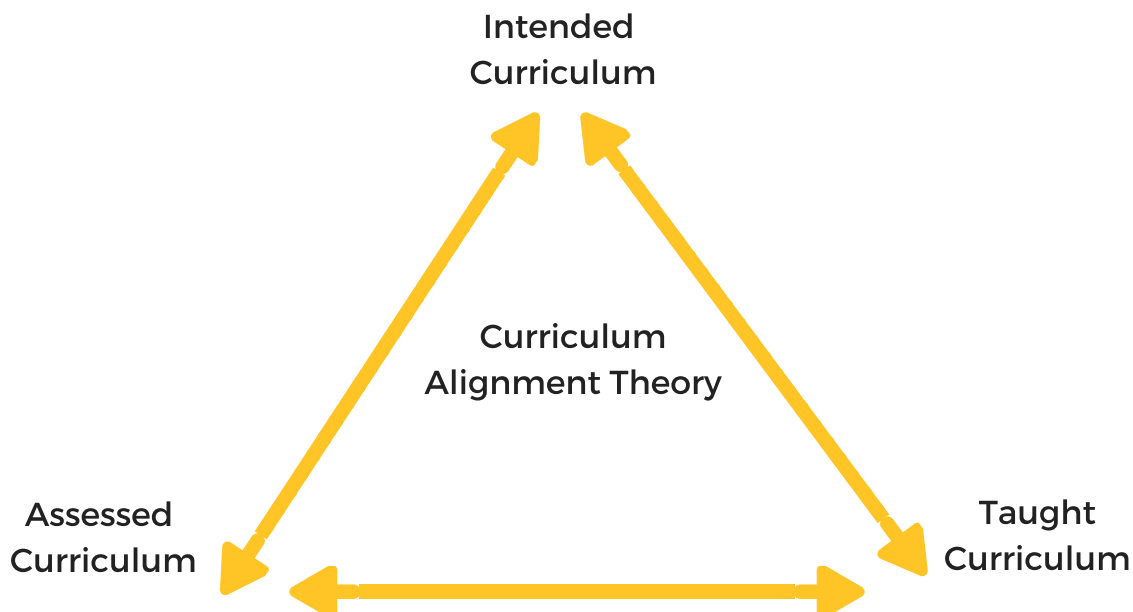 Intended
Curriculum
Curriculum
Alignment Theory
Assessed
Curriculum
Taught
Curriculum